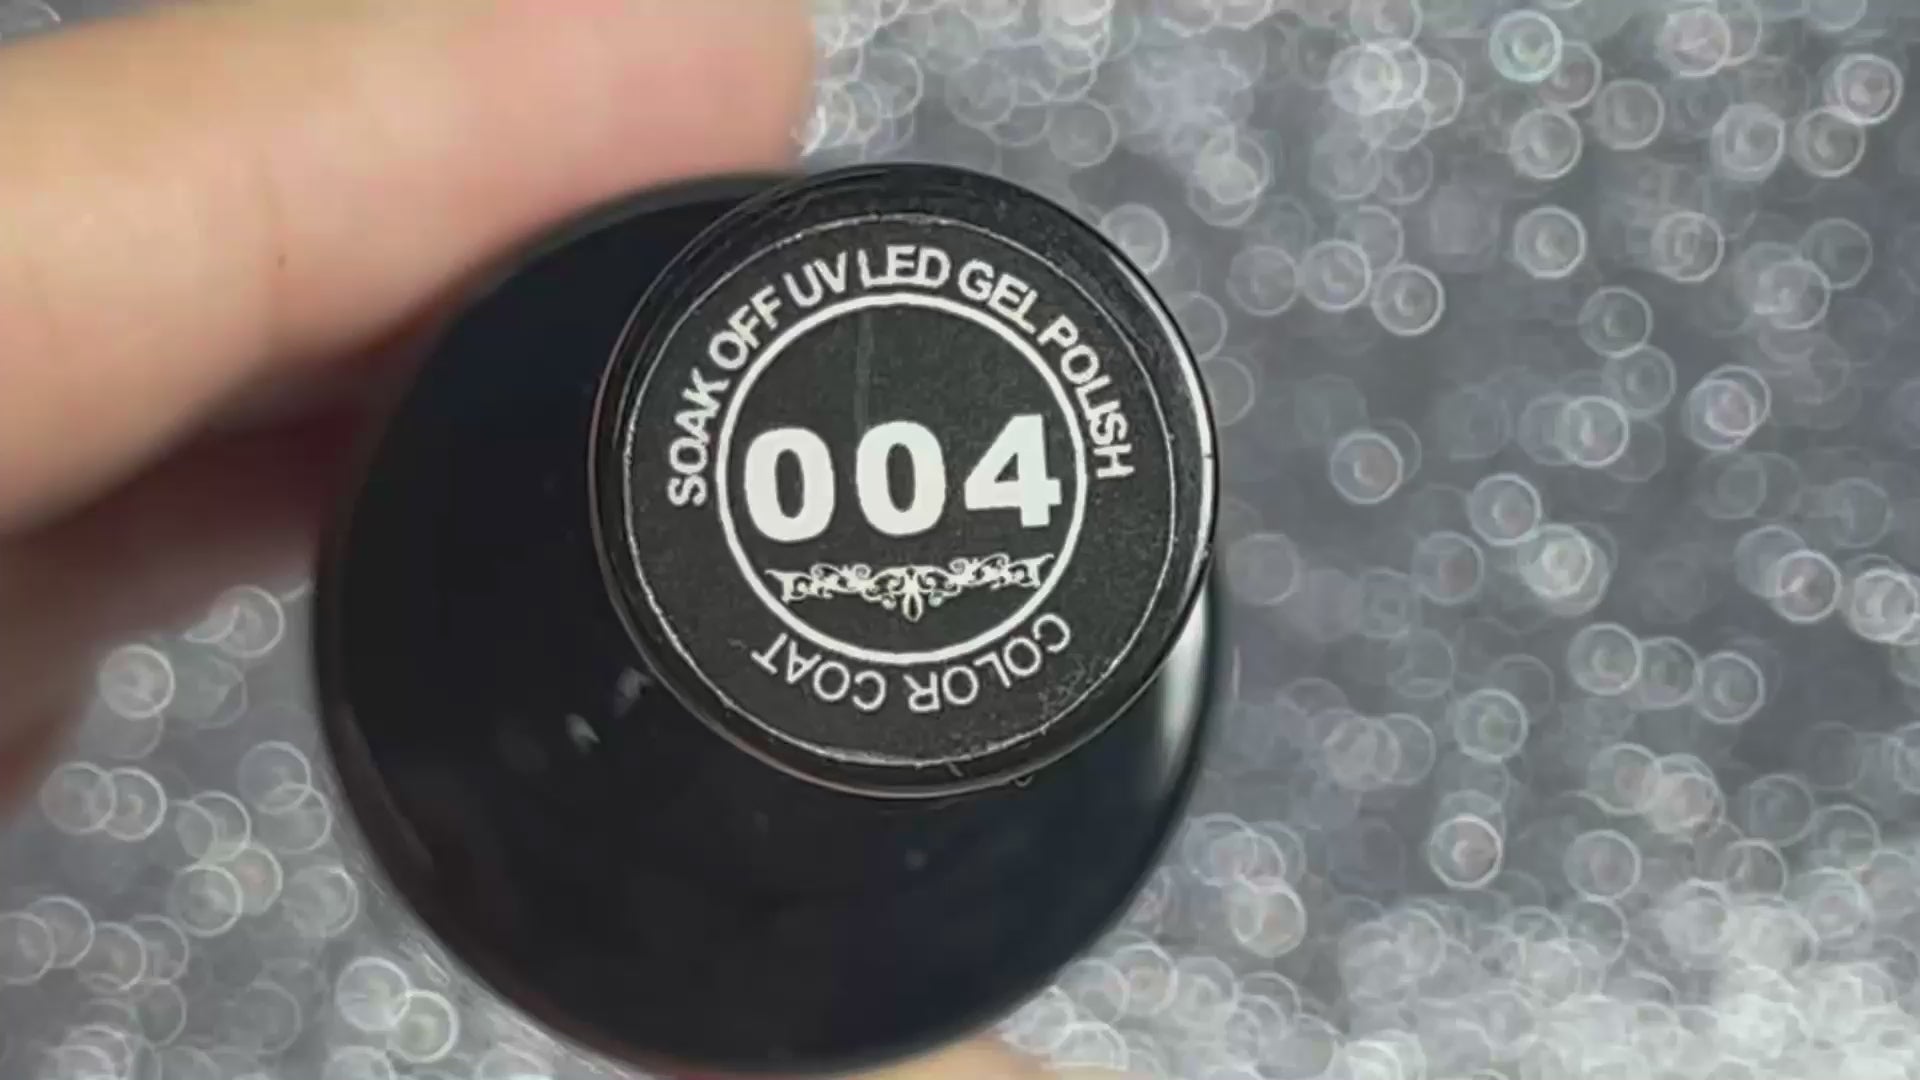 SOAK OFF UV LED GEL POLISH
004
COLOR COAT